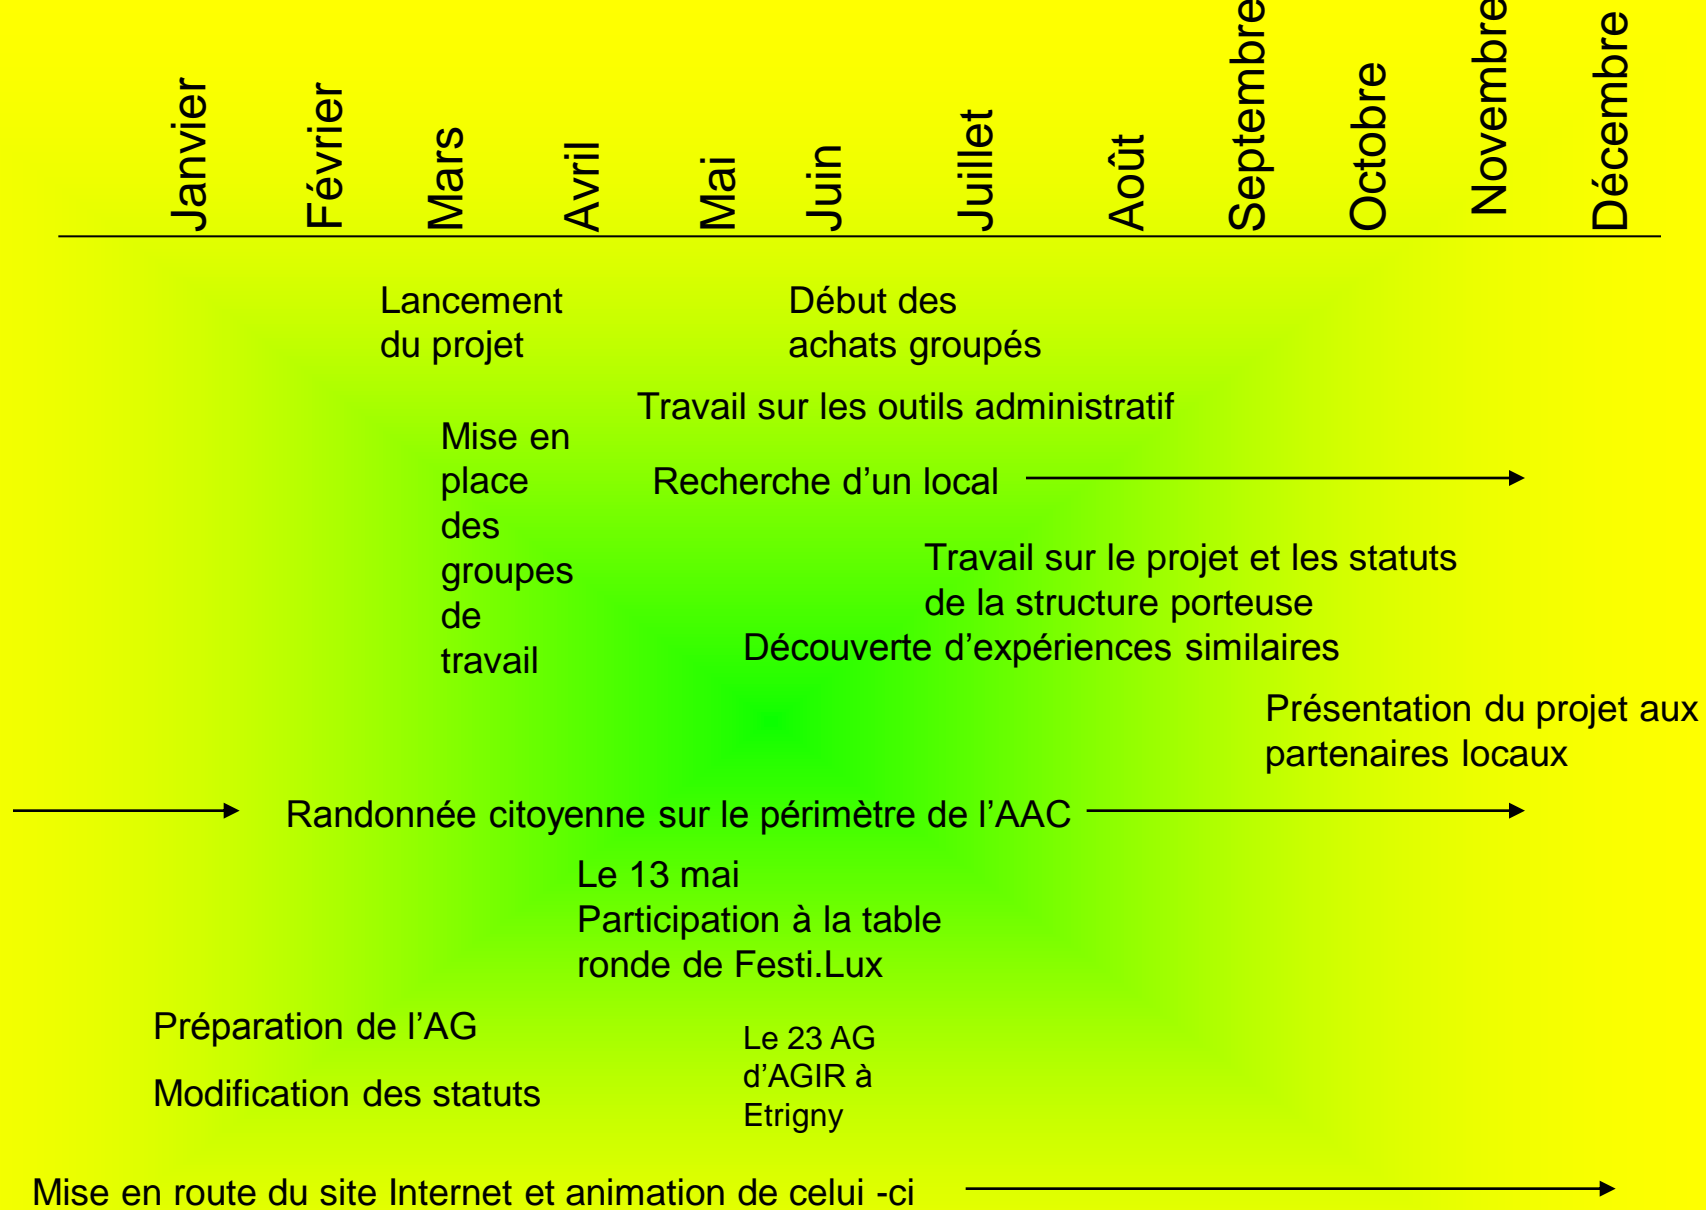 Janvier
Février
Mars
Avril
Mai
Juin
Juillet
Août
Septembre
Octobre
Novembre
Décembre
Lancement
du projet
Début des
achats groupés
Travail sur les outils administratif
Mise en
place
des
groupes
de
travail
Recherche d’un local
Travail sur le projet et les statuts
de la structure porteuse
Découverte d’expériences similaires
Présentation du projet aux
partenaires locaux
Randonnée citoyenne sur le périmètre de l’AAC
Le 13 mai
Participation à la table
ronde de Festi.Lux
Préparation de l’AG
Modification des statuts
Le 23 AG
d’AGIR à
Etrigny
Mise en route du site Internet et animation de celui -ci